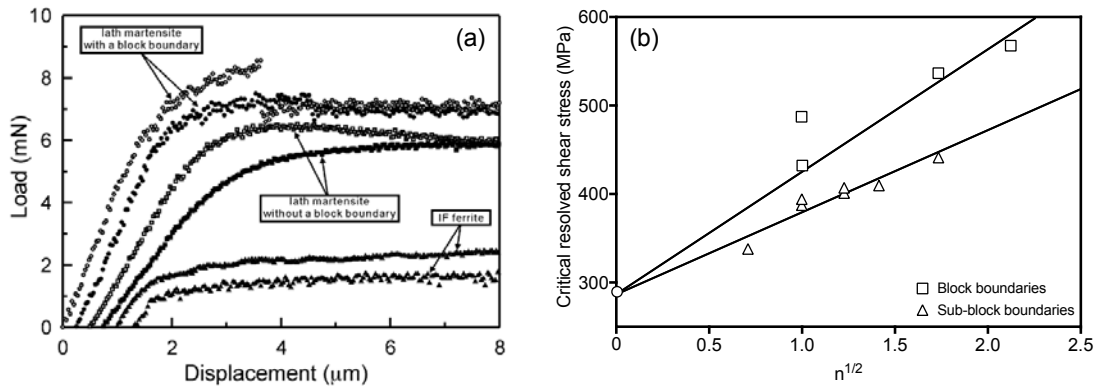 (a)
lath martensite
with a block boundary
lath martensite
without a block boundary
IF ferrite
10
8
6
4
2
0
Load (mN)
0 2 4 6 8
Displacement (μm)
(b)
600
500
400
300
Critical resolved shear stress (MPa)
Block boundaries
Sub-block boundaries
0 0.5 1.0 1.5 2.0 2.5
n1/2